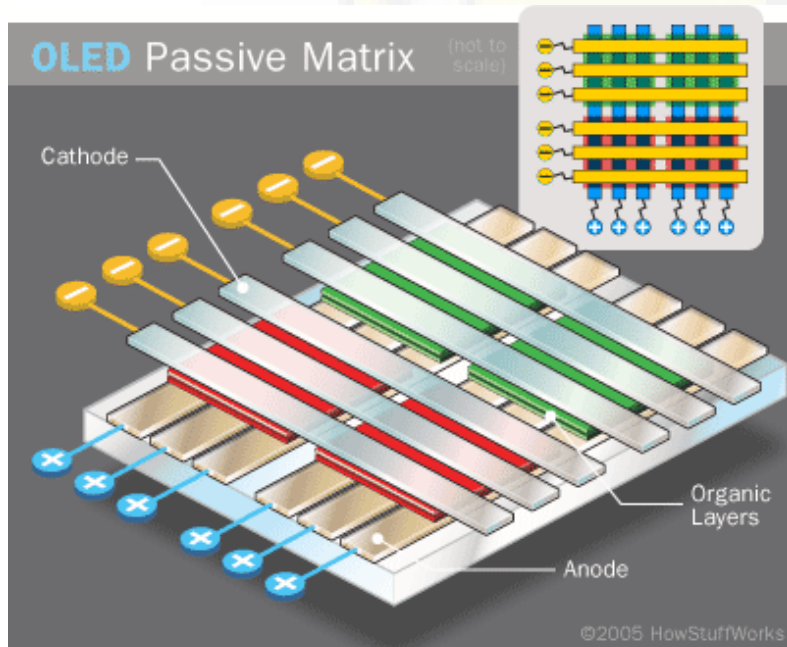 OLED Passive Matrix
(not to
scale)
Cathode
Organic
Layers
Anode
©2005 HowStuffWorks